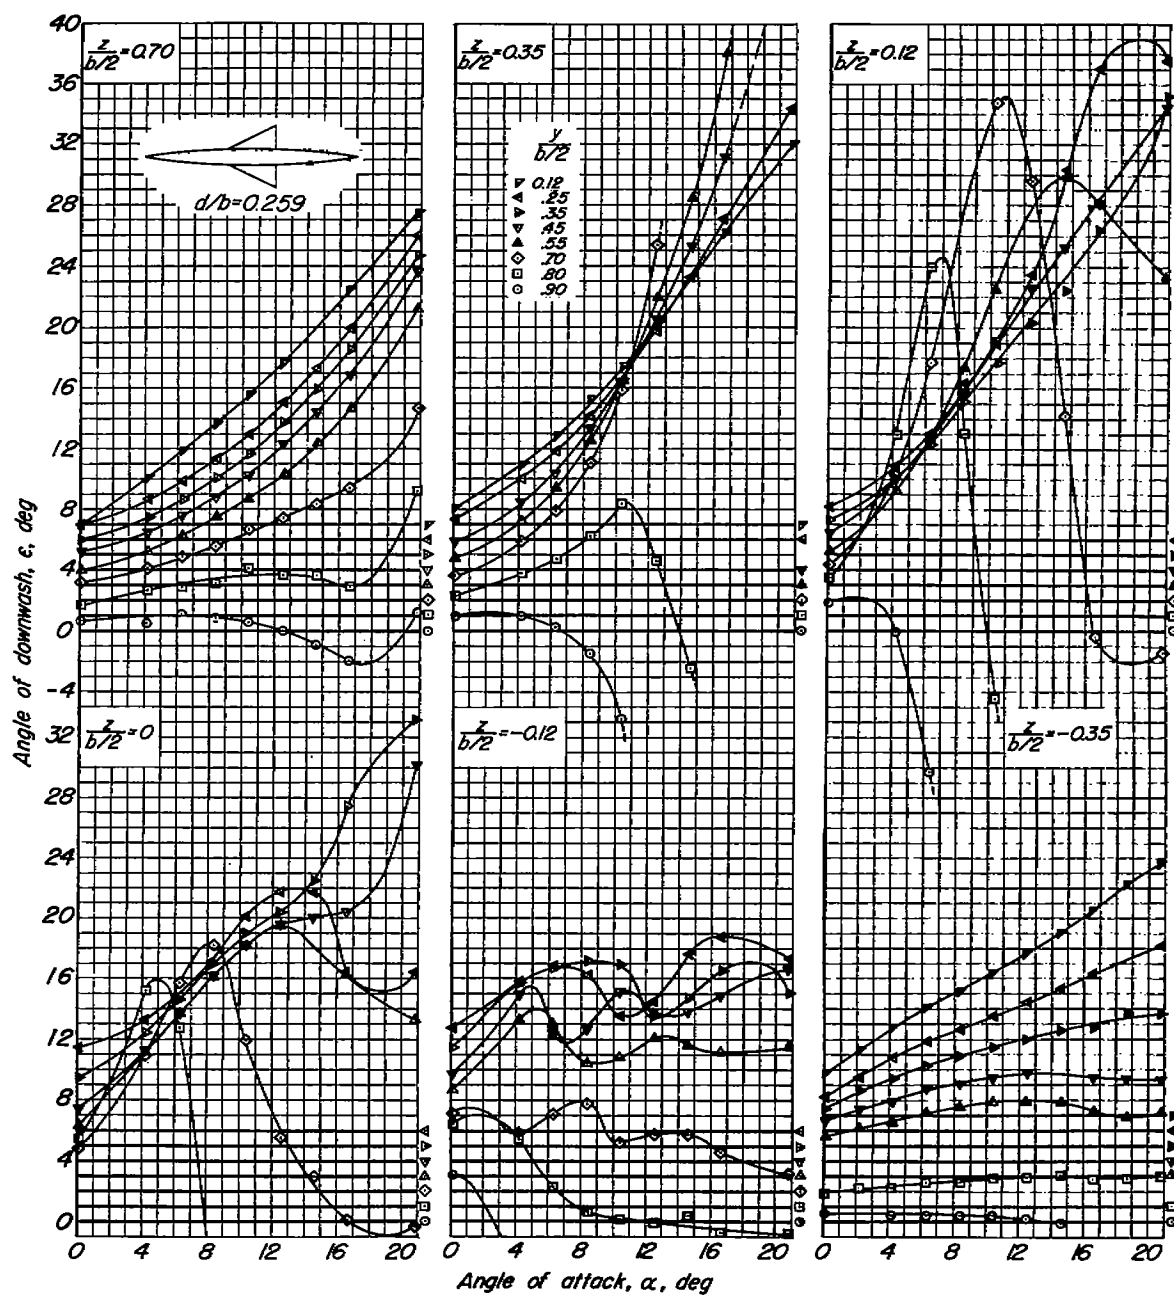 40
36
32
28
24
20
16
12
8
4
0
-4
z/b/2 = 0.70
d/b=0.259
z/b/2 = 0.35
y/b/2
0.12
.25
.35
.45
.55
.70
.80
.90
z/b/2 = 0.12
Angle of downwash, ε, deg
32
28
24
20
16
12
8
4
0
z/b/2 = 0
z/b/2 = -0.12
z/b/2 = -0.35
0 4 8 12 16 20
0 4 8 12 16 20
0 4 8 12 16 20
Angle of attack, α, deg